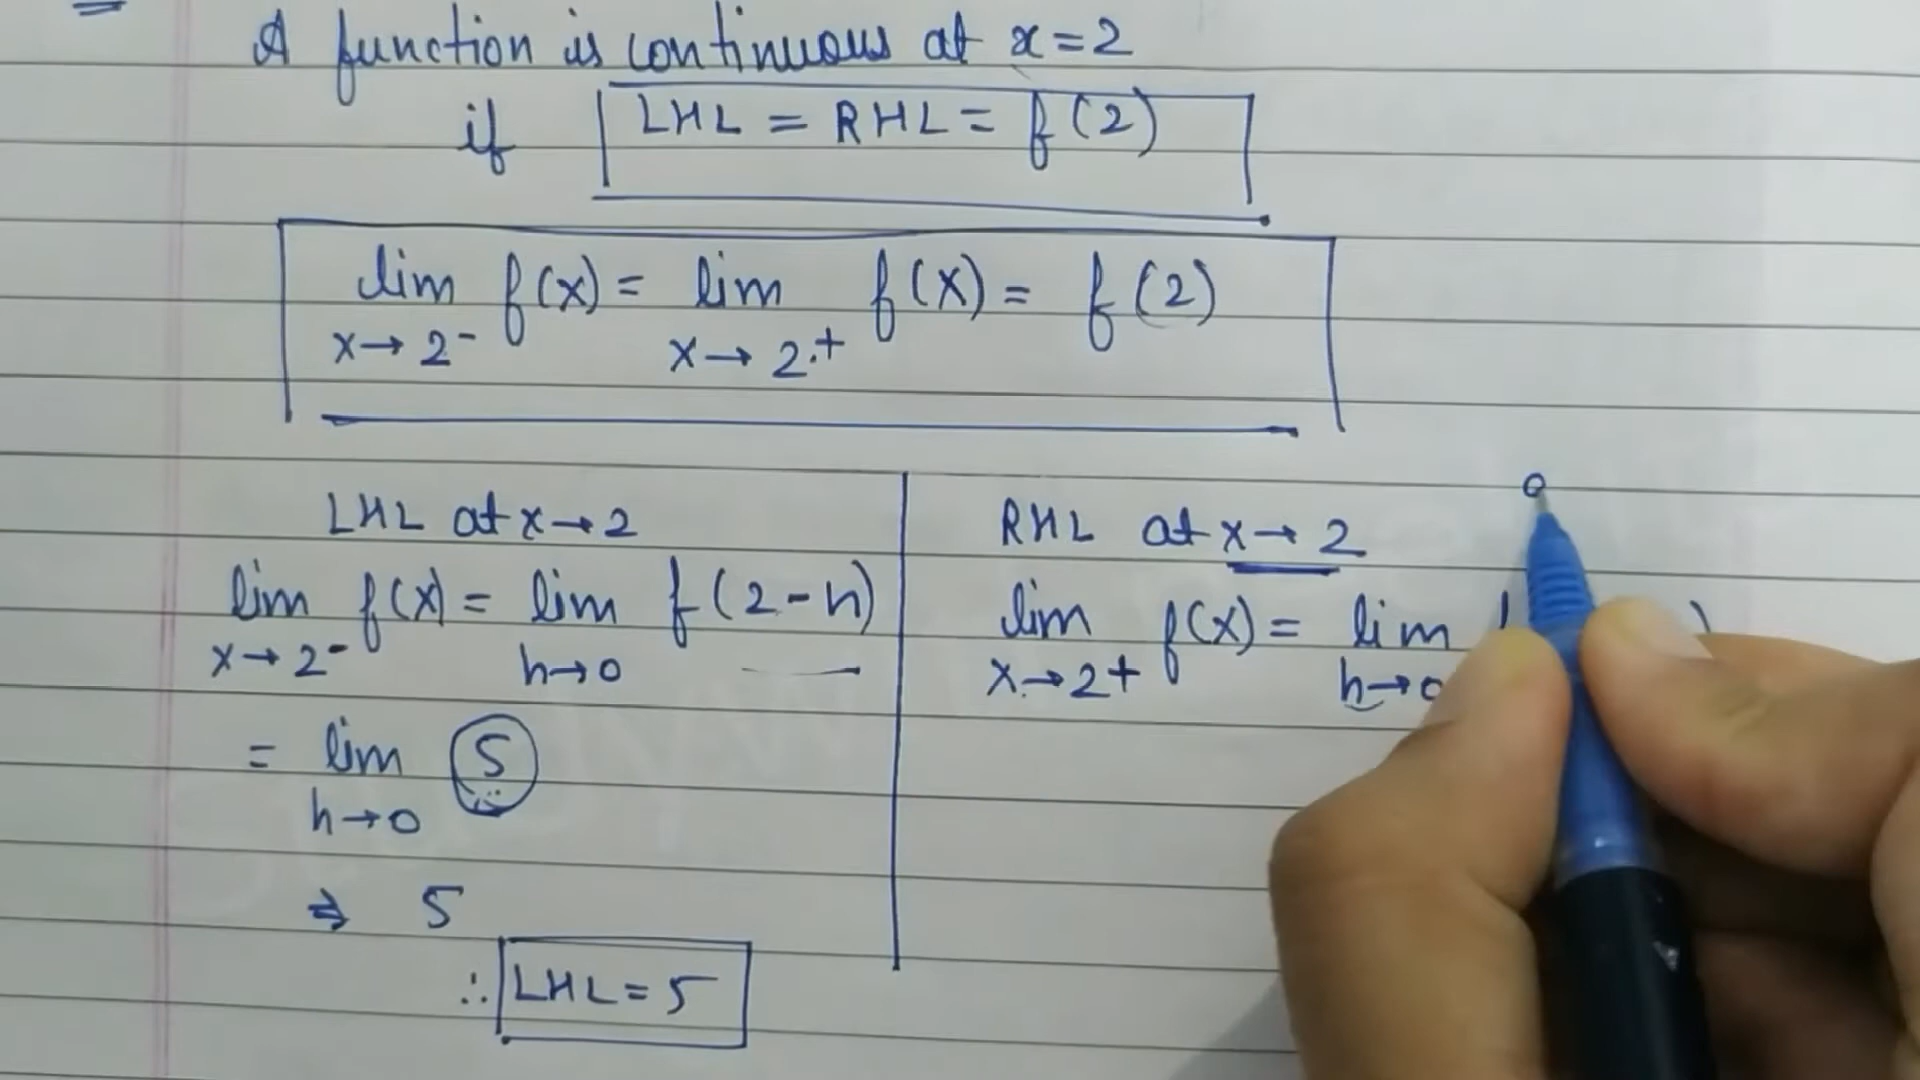 A function is continuous at x=2
if LHL = RHL = f(2)
lim f(x) = lim f(x) = f(2)
x→2⁻ x→2⁺
LHL at x→2
lim f(x) = lim f(2-h)
x→2⁻ h→0
= lim 5
h→0
⇒ 5
∴ LHL = 5
RHL at x→2
lim f(x) = lim
x→2+ h→0